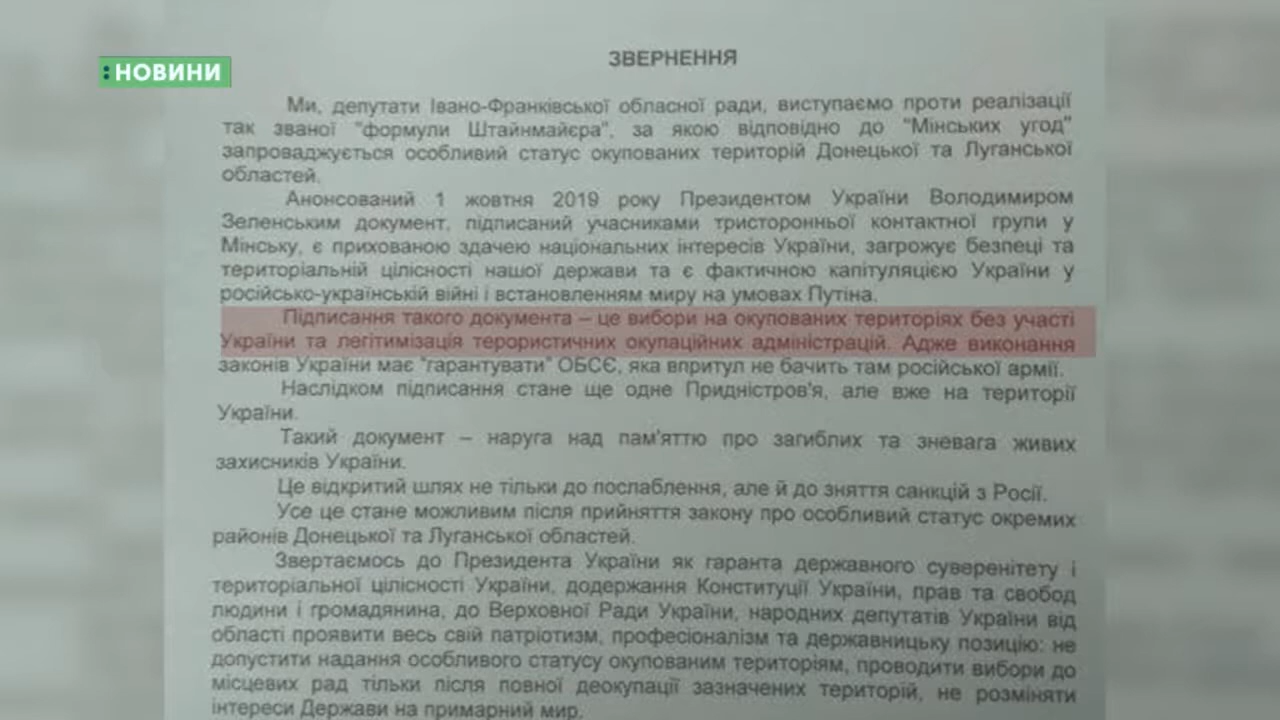 :НОВИНИ
ЗВЕРНЕННЯ
Ми, депутати Івано-Франківської обласної ради, виступаємо проти реалізації
так званої "формули Штайнмайєра", за якою відповідно до "Мінських угод"
запроваджується особливий статус окупованих територій Донецької та Луганської
областей.
Анонсований 1 жовтня 2019 року Президентом України Володимиром
Зеленським документ, підписаний учасниками тристоронньої контактної групи у
Мінську, є прихованою здачею національних інтересів України, загрожує безпеці та
територіальній цілісності нашої держави та є фактичною капітуляцією України у
російсько-українській війні і встановленням миру на умовах Путіна.
Підписання такого документа – це вибори на окупованих територіях без участі
України та легітимізація терористичних окупаційних адміністрацій. Адже виконання
законів України має "гарантувати" ОБСЄ, яка впритул не бачить там російської армії.
Наслідком підписання стане ще одне Придністров'я, але вже на території
України.
Такий документ – наруга над пам'яттю про загиблих та зневага живих
захисників України.
Це відкритий шлях не тільки до послаблення, але й до зняття санкцій з Росії.
Усе це стане можливим після прийняття закону про особливий статус окремих
районів Донецької та Луганської областей.
Звертаємось до Президента України як гаранта державного суверенітету і
територіальної цілісності України, додержання Конституції України, прав та свобод
людини і громадянина, до Верховної Ради України, народних депутатів України від
області проявити весь свій патріотизм, професіоналізм та державницьку позицію: не
допустити надання особливого статусу окупованим територіям, проводити вибори до
місцевих рад тільки після повної деокупації зазначених територій, не розміняти
інтереси Держави на примарний мир.